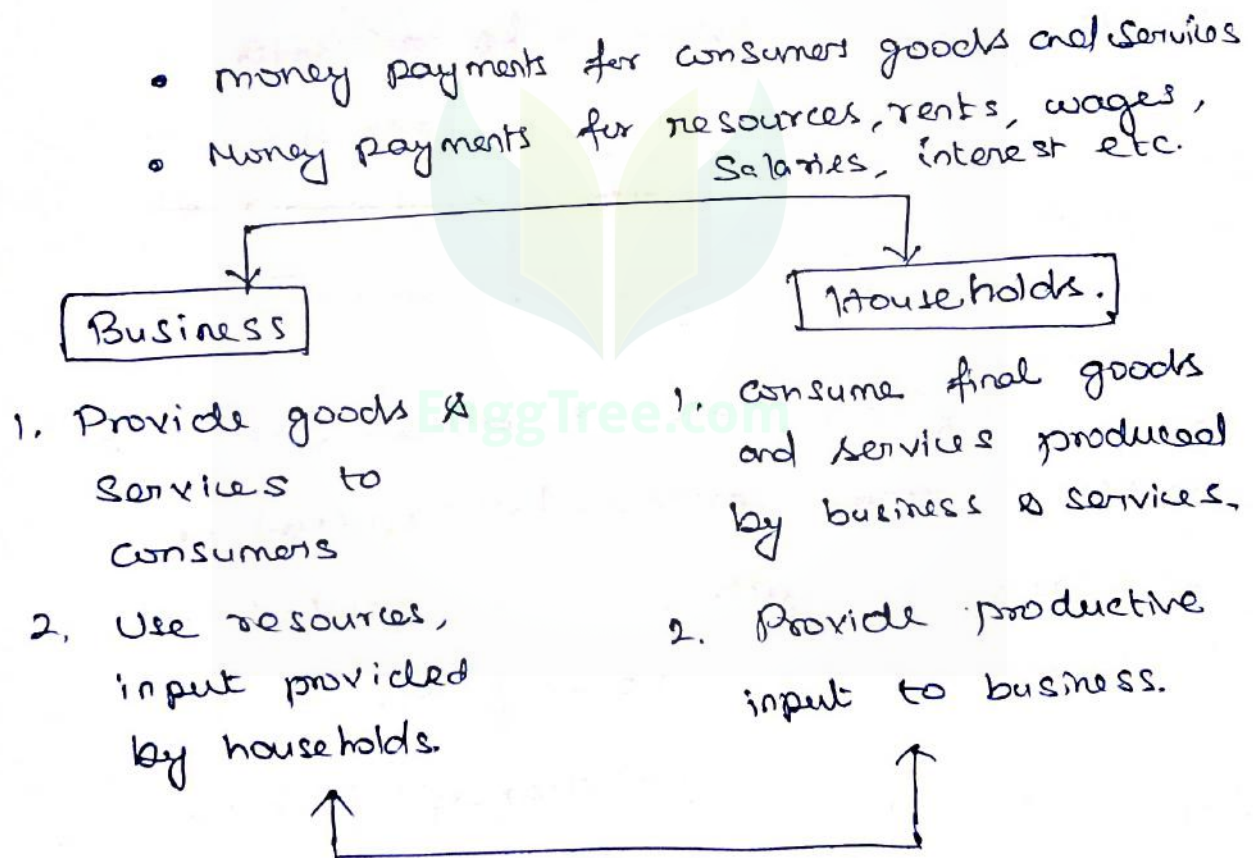 • money payments for consumers goods and services
• Money payments for resources, rents, wages,
salaries, interest etc.
Business
Households.
1. Provide goods &
services to
consumers
2. Use resources,
input provided
by households.
1. consume final goods
and services produced
by business & services.
2. Provide productive
input to business.
EnggTree.com